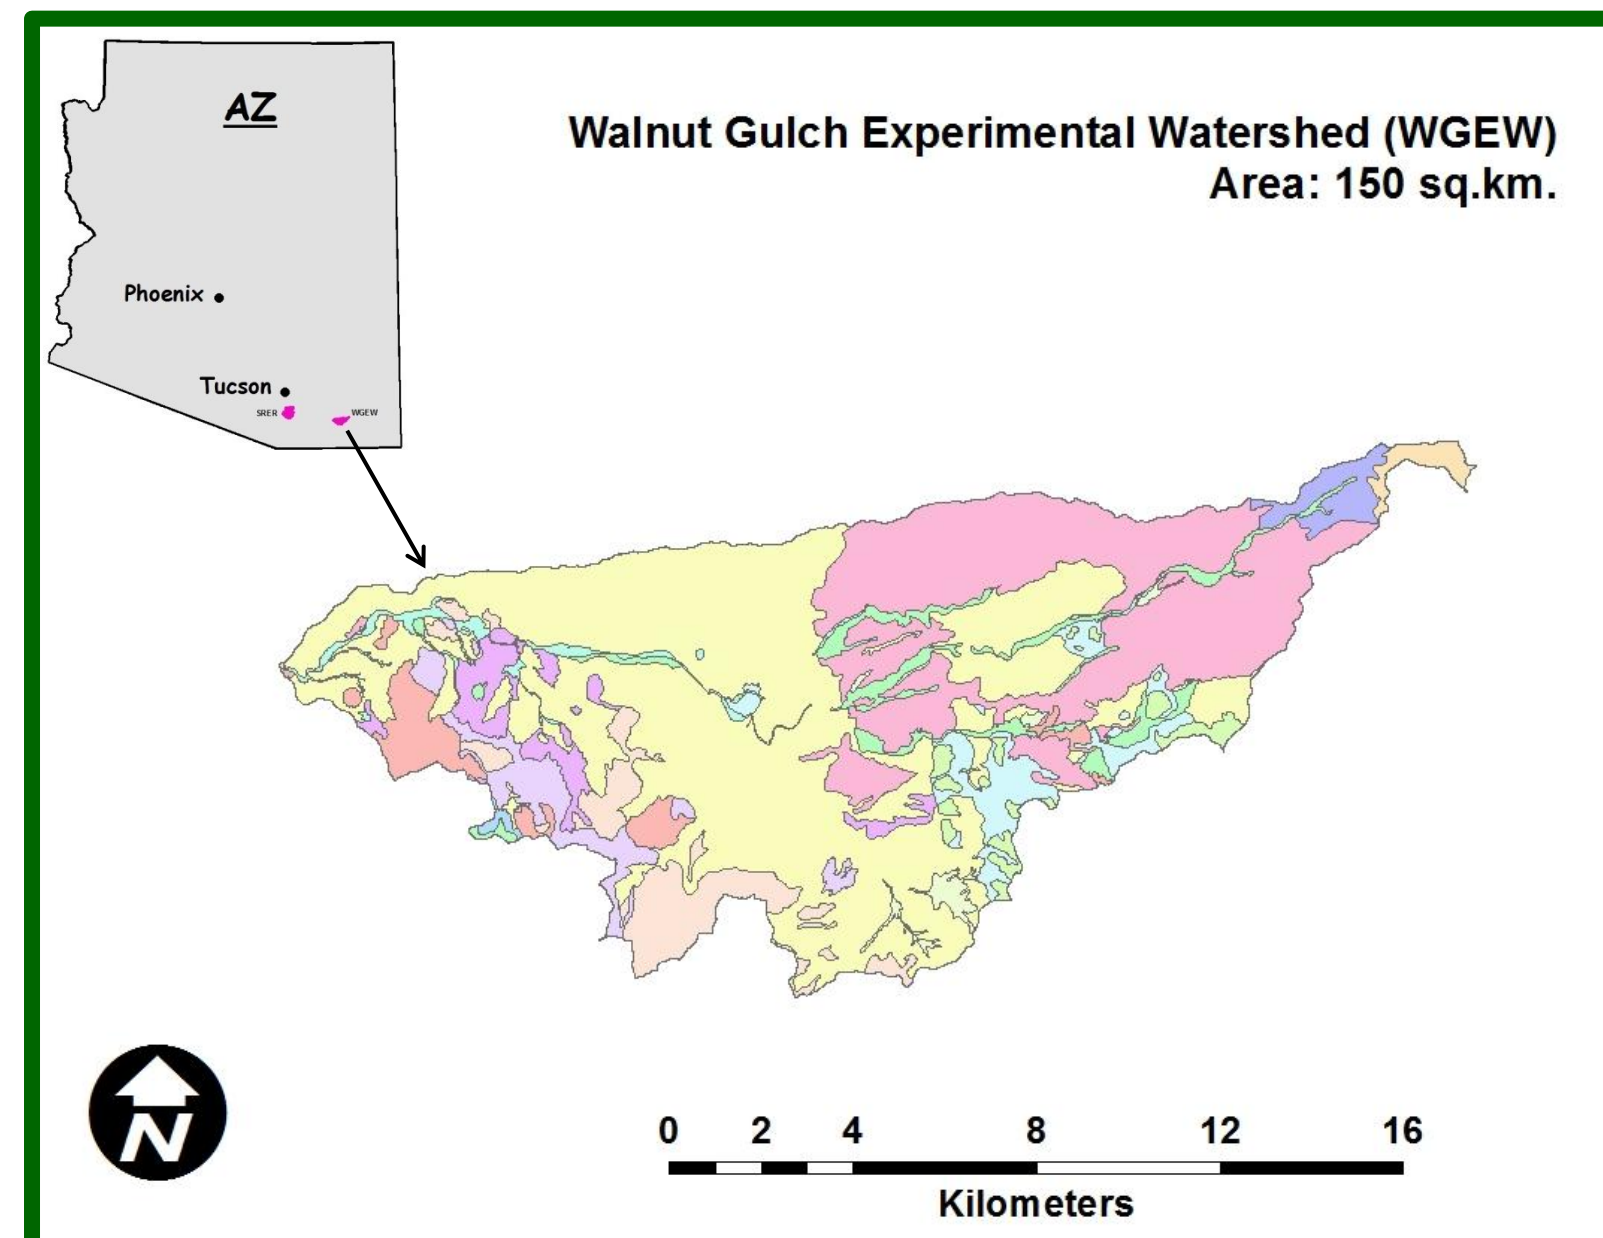 AZ
Walnut Gulch Experimental Watershed (WGEW)
Area: 150 sq.km.
Phoenix
Tucson
SRER
WGEW
N
0 2 4 8 12 16
Kilometers